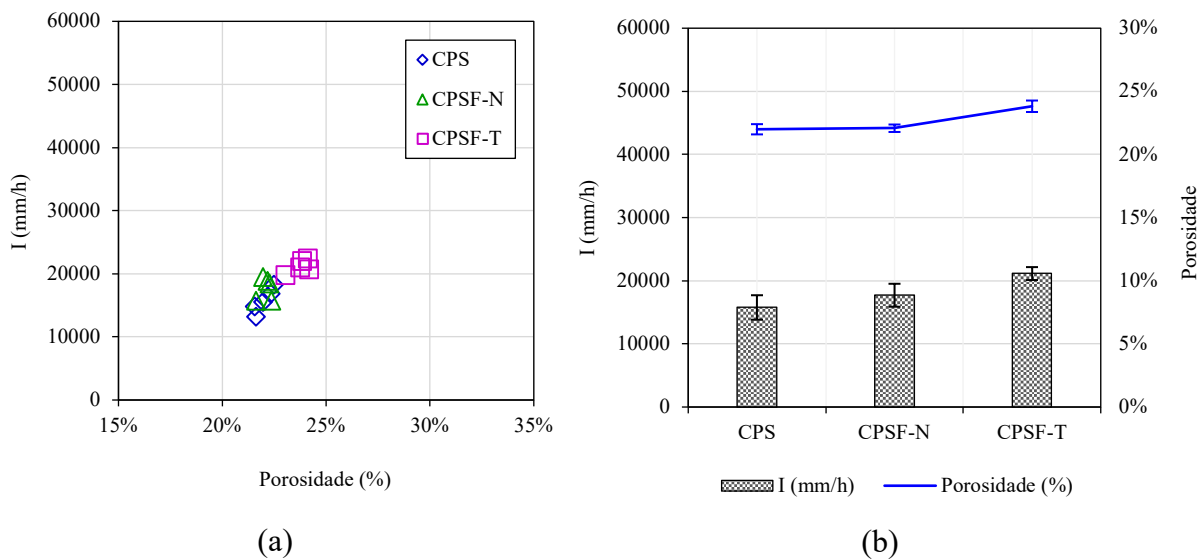 60000
50000
40000
30000
20000
10000
0
I (mm/h)
CPS
CPSF-N
CPSF-T
15% 20% 25% 30% 35%
Porosidade (%)
(a)
60000
50000
40000
30000
20000
10000
0
I (mm/h)
30%
25%
20%
15%
10%
5%
0%
Porosidade
CPS CPSF-N CPSF-T
I (mm/h) Porosidade (%)
(b)